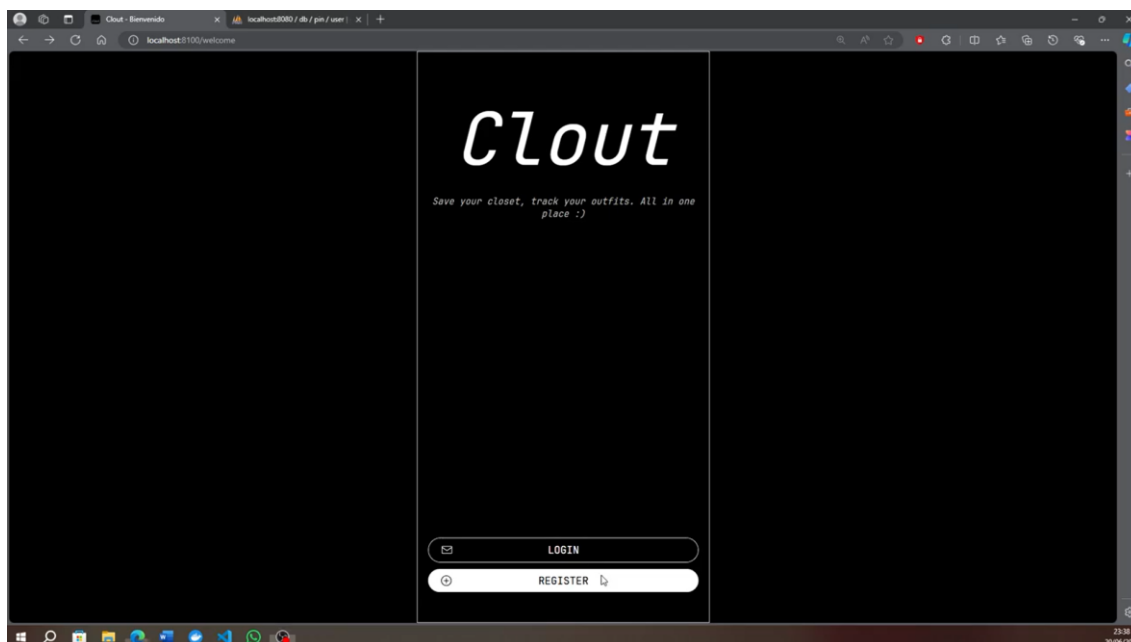 Clout - Bienvenido
localhost:8080 / db / pin / user |
localhost:8100/welcome
Clout
Save your closet, track your outfits. All in one
place :)
LOGIN
REGISTER
23:38